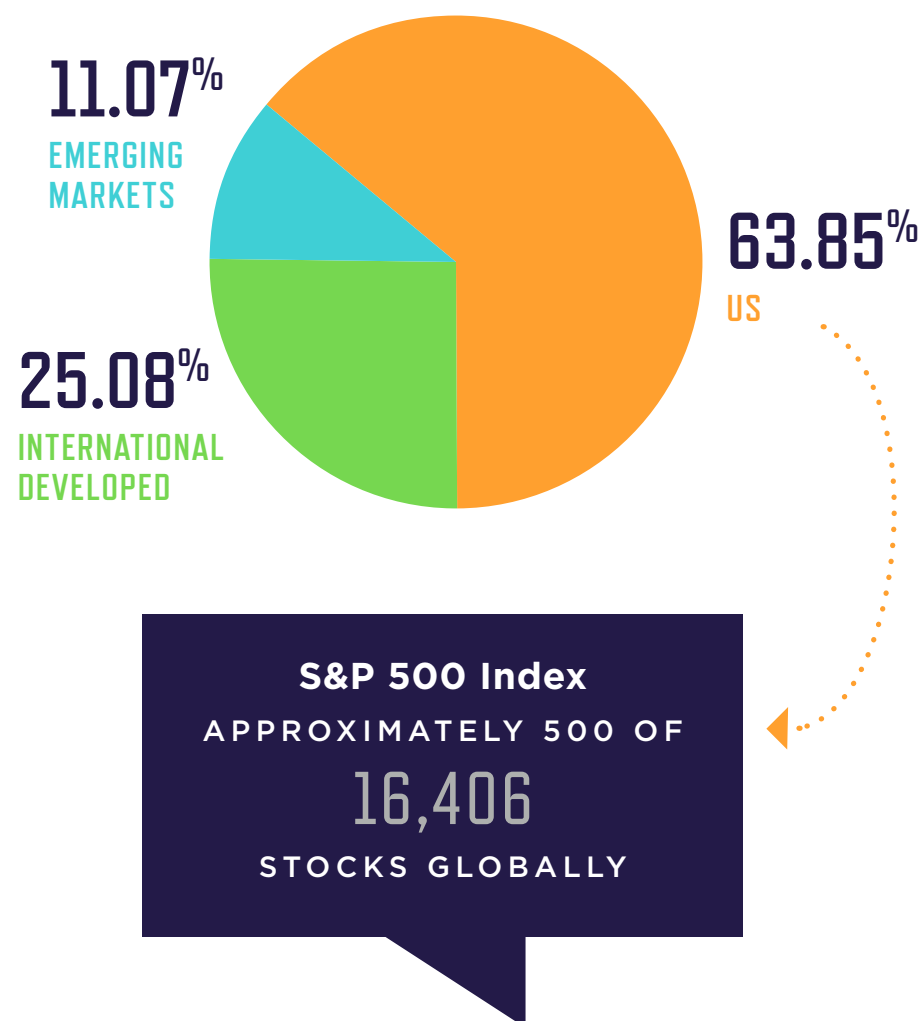 11.07%
EMERGING
MARKETS
63.85%
US
25.08%
INTERNATIONAL
DEVELOPED
S&P 500 Index
APPROXIMATELY 500 OF
16,406
STOCKS GLOBALLY